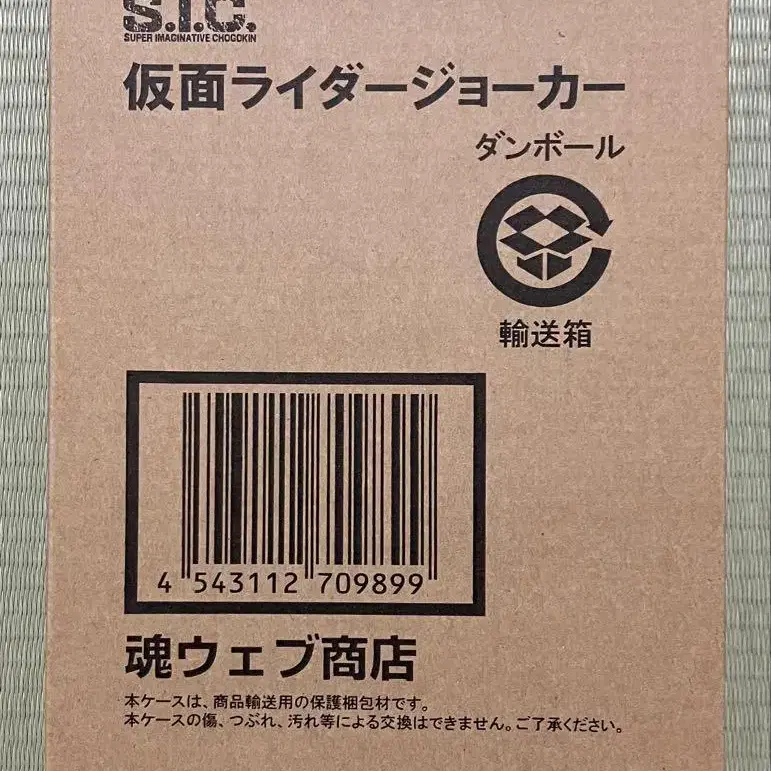 S.I.C.
SUPER IMAGINATIVE CHOGOKIN
仮面ライダージョーカー
ダンボール
輸送箱
4 543112 709899
魂ウェブ商店
本ケースは、商品輸送用の保護梱包材です。
本ケースの傷、つぶれ、汚れ等による交換はできません。ご了承ください。